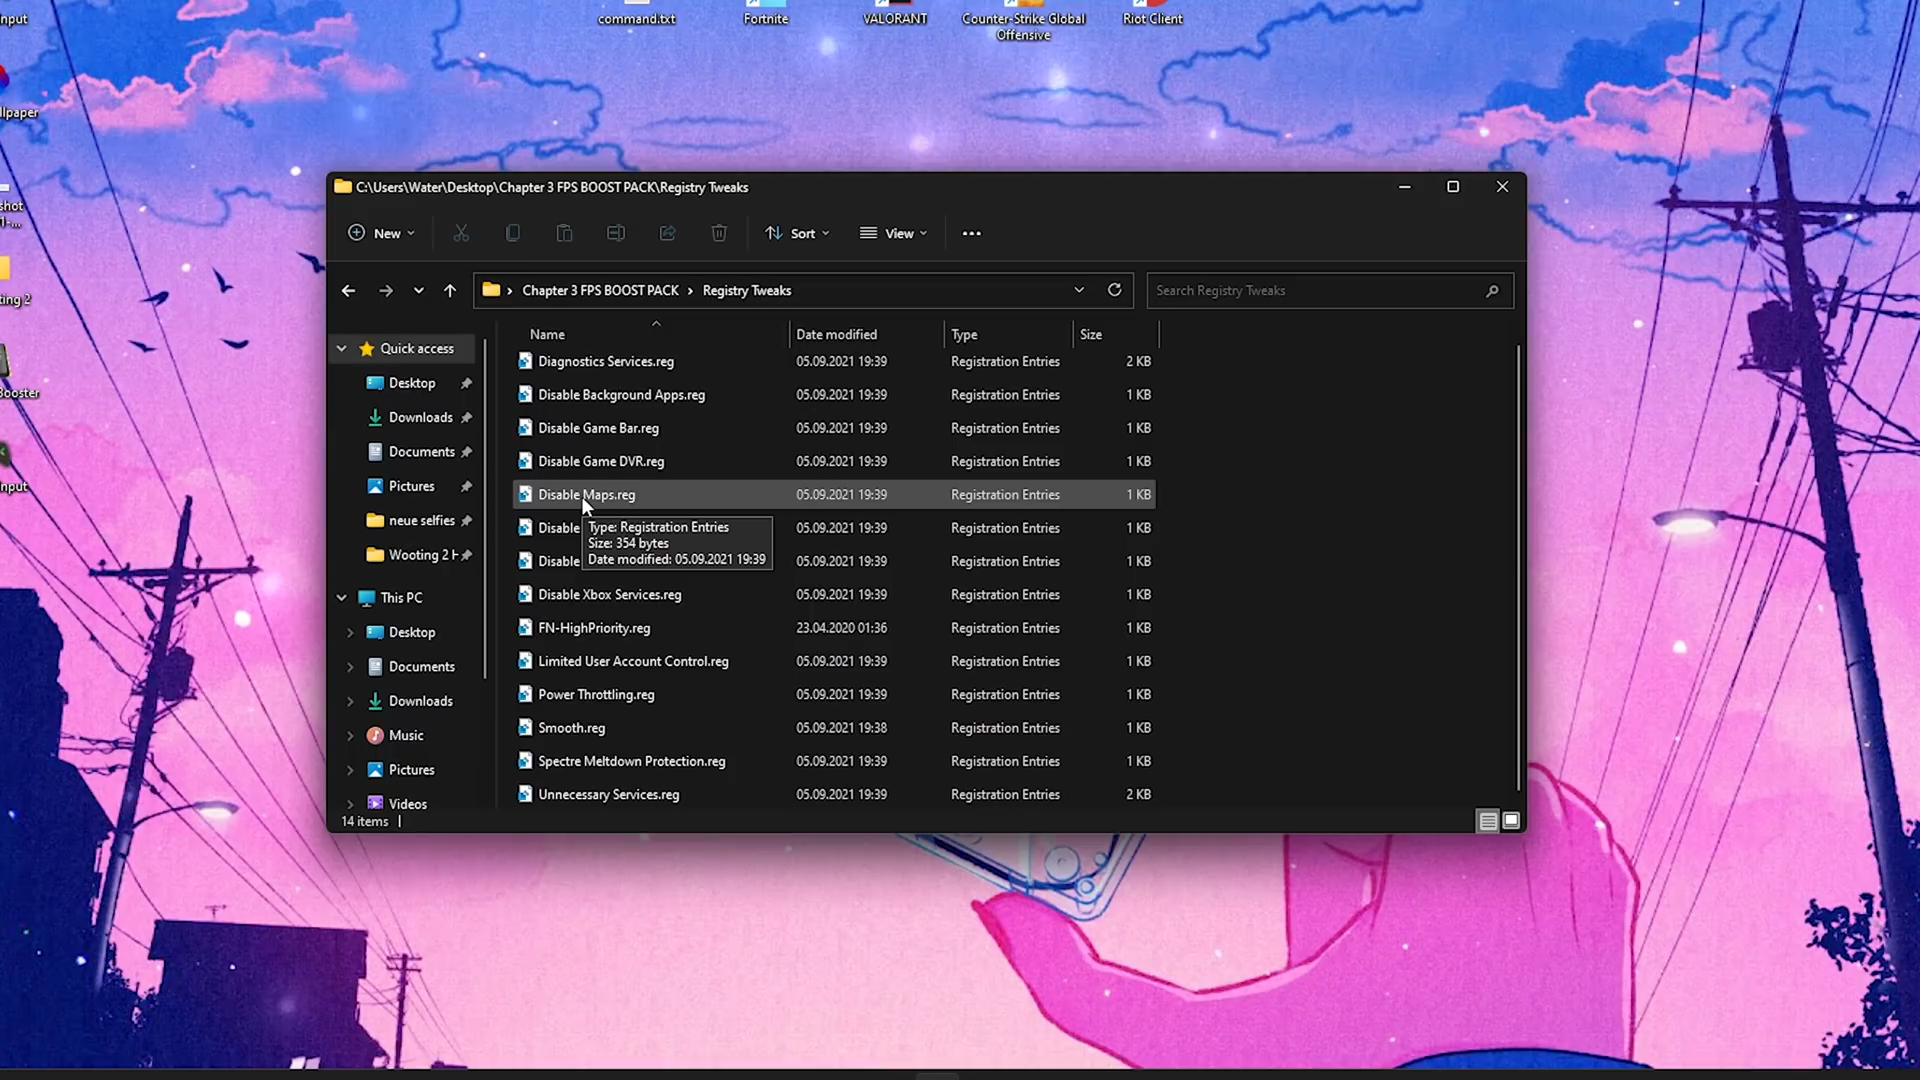 nput
command.txt
Fortnite
VALORANT
Counter-Strike Global
Offensive
Riot Client
llpaper
shot
1-...
ting 2
Booster
nput
C:\Users\Water\Desktop\Chapter 3 FPS BOOST PACK\Registry Tweaks
New
Sort
View
Chapter 3 FPS BOOST PACK
Registry Tweaks
Search Registry Tweaks
Quick access
Desktop
Downloads
Documents
Pictures
neue selfies
Wooting 2 H
This PC
Desktop
Documents
Downloads
Music
Pictures
Videos
Name Date modified Type Size
Diagnostics Services.reg 05.09.2021 19:39 Registration Entries 2 KB
Disable Background Apps.reg 05.09.2021 19:39 Registration Entries 1 KB
Disable Game Bar.reg 05.09.2021 19:39 Registration Entries 1 KB
Disable Game DVR.reg 05.09.2021 19:39 Registration Entries 1 KB
Disable Maps.reg 05.09.2021 19:39 Registration Entries 1 KB
Disable 05.09.2021 19:39 Registration Entries 1 KB
Disable 05.09.2021 19:39 Registration Entries 1 KB
Type: Registration Entries
Size: 354 bytes
Date modified: 05.09.2021 19:39
Disable Xbox Services.reg 05.09.2021 19:39 Registration Entries 1 KB
FN-HighPriority.reg 23.04.2020 01:36 Registration Entries 1 KB
Limited User Account Control.reg 05.09.2021 19:39 Registration Entries 1 KB
Power Throttling.reg 05.09.2021 19:39 Registration Entries 1 KB
Smooth.reg 05.09.2021 19:38 Registration Entries 1 KB
Spectre Meltdown Protection.reg 05.09.2021 19:39 Registration Entries 1 KB
Unnecessary Services.reg 05.09.2021 19:39 Registration Entries 2 KB
14 items